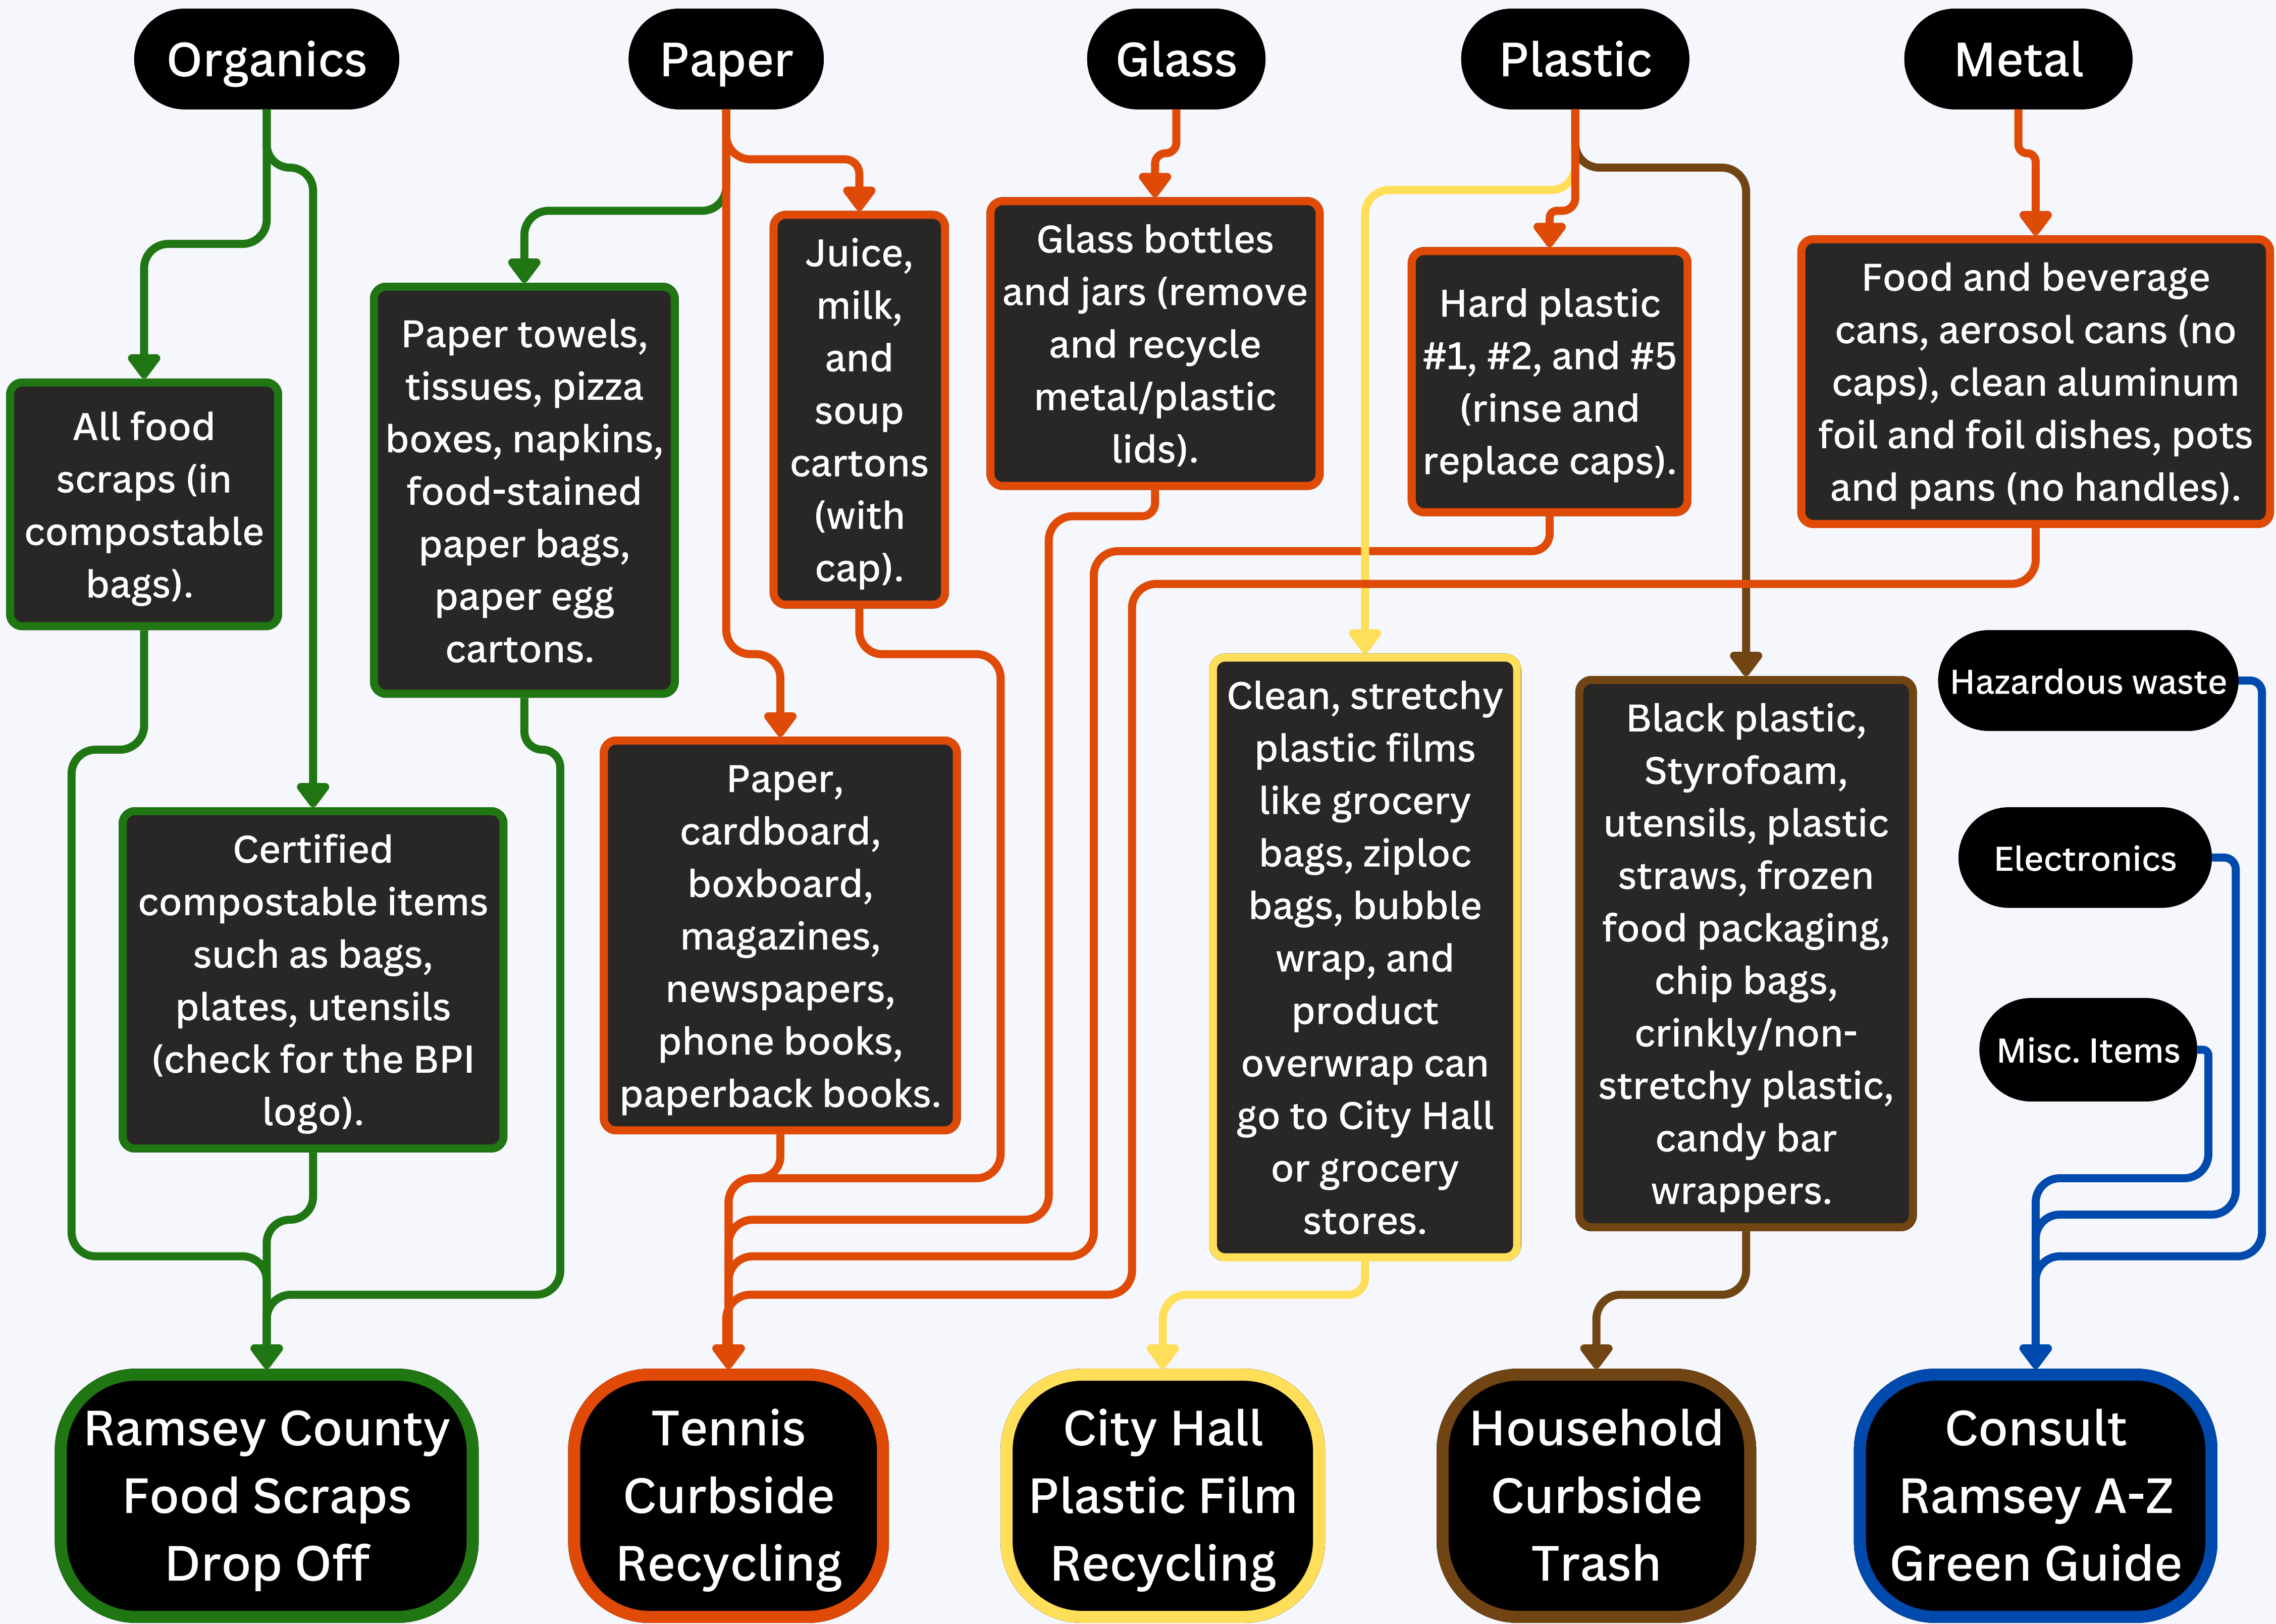 Organics
Paper
Glass
Plastic
Metal
All food
scraps (in
compostable
bags).
Certified
compostable items
such as bags,
plates, utensils
(check for the BPI
logo).
Paper towels,
tissues, pizza
boxes, napkins,
food-stained
paper bags,
paper egg
cartons.
Juice,
milk,
and
soup
cartons
(with
cap).
Paper,
cardboard,
boxboard,
magazines,
newspapers,
phone books,
paperback books.
Glass bottles
and jars (remove
and recycle
metal/plastic
lids).
Hard plastic
#1, #2, and #5
(rinse and
replace caps).
Clean, stretchy
plastic films
like grocery
bags, ziploc
bags, bubble
wrap, and
product
overwrap can
go to City Hall
or grocery
stores.
Black plastic,
Styrofoam,
utensils, plastic
straws, frozen
food packaging,
chip bags,
crinkly/non-
stretchy plastic,
candy bar
wrappers.
Food and beverage
cans, aerosol cans (no
caps), clean aluminum
foil and foil dishes, pots
and pans (no handles).
Hazardous waste
Electronics
Misc. Items
Ramsey County
Food Scraps
Drop Off
Tennis
Curbside
Recycling
City Hall
Plastic Film
Recycling
Household
Curbside
Trash
Consult
Ramsey A-Z
Green Guide